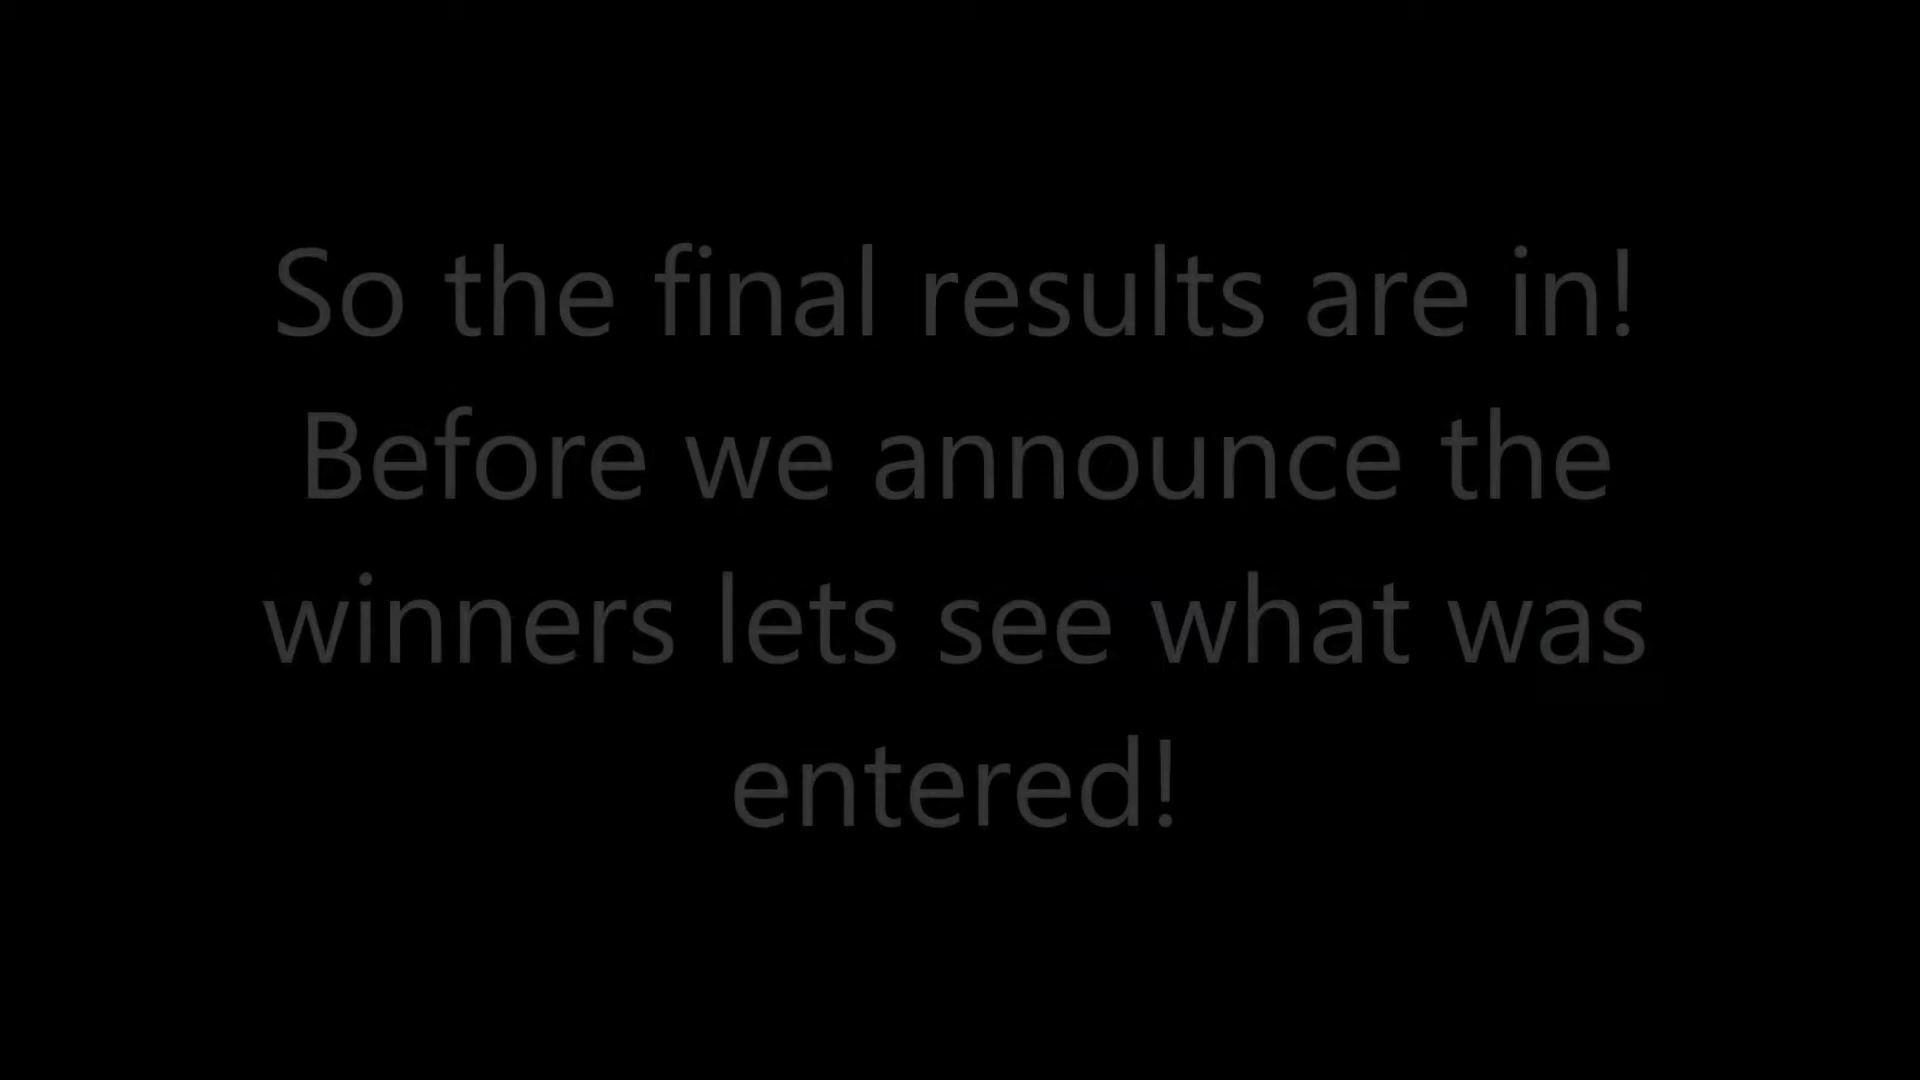 So the final results are in!
Before we announce the
winners lets see what was
entered!